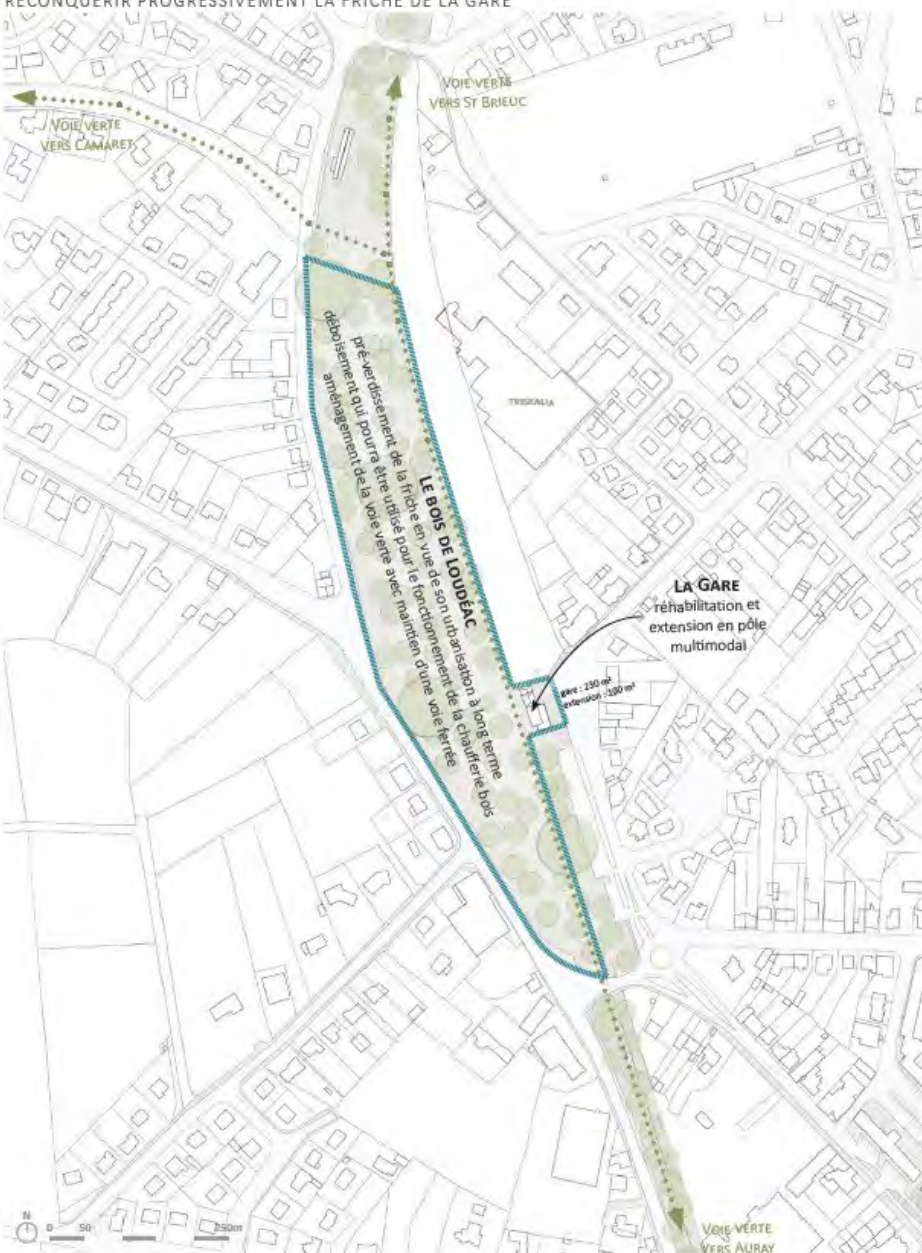 RECONQUÉRIR PROGRESSIVEMENT LA FRICHE DE LA GARE
VOIE VERTE
VERS ST BRIEUC
VOIE VERTE
VERS CAMARET
TRISKALIA
LE BOIS DE LOUDÉAC
pré-verdissement de la friche en vue de son urbanisation à long terme
déboisement qui pourra être utilisé pour le fonctionnement de la chaufferie bois
aménagement de la voie verte avec maintien d'une voie ferrée
LA GARE
réhabilitation et
extension en pôle
multimodal
gare : 230 m²
extension : 100 m²
N
0 50 250m
VOIE VERTE
VERS AURAY